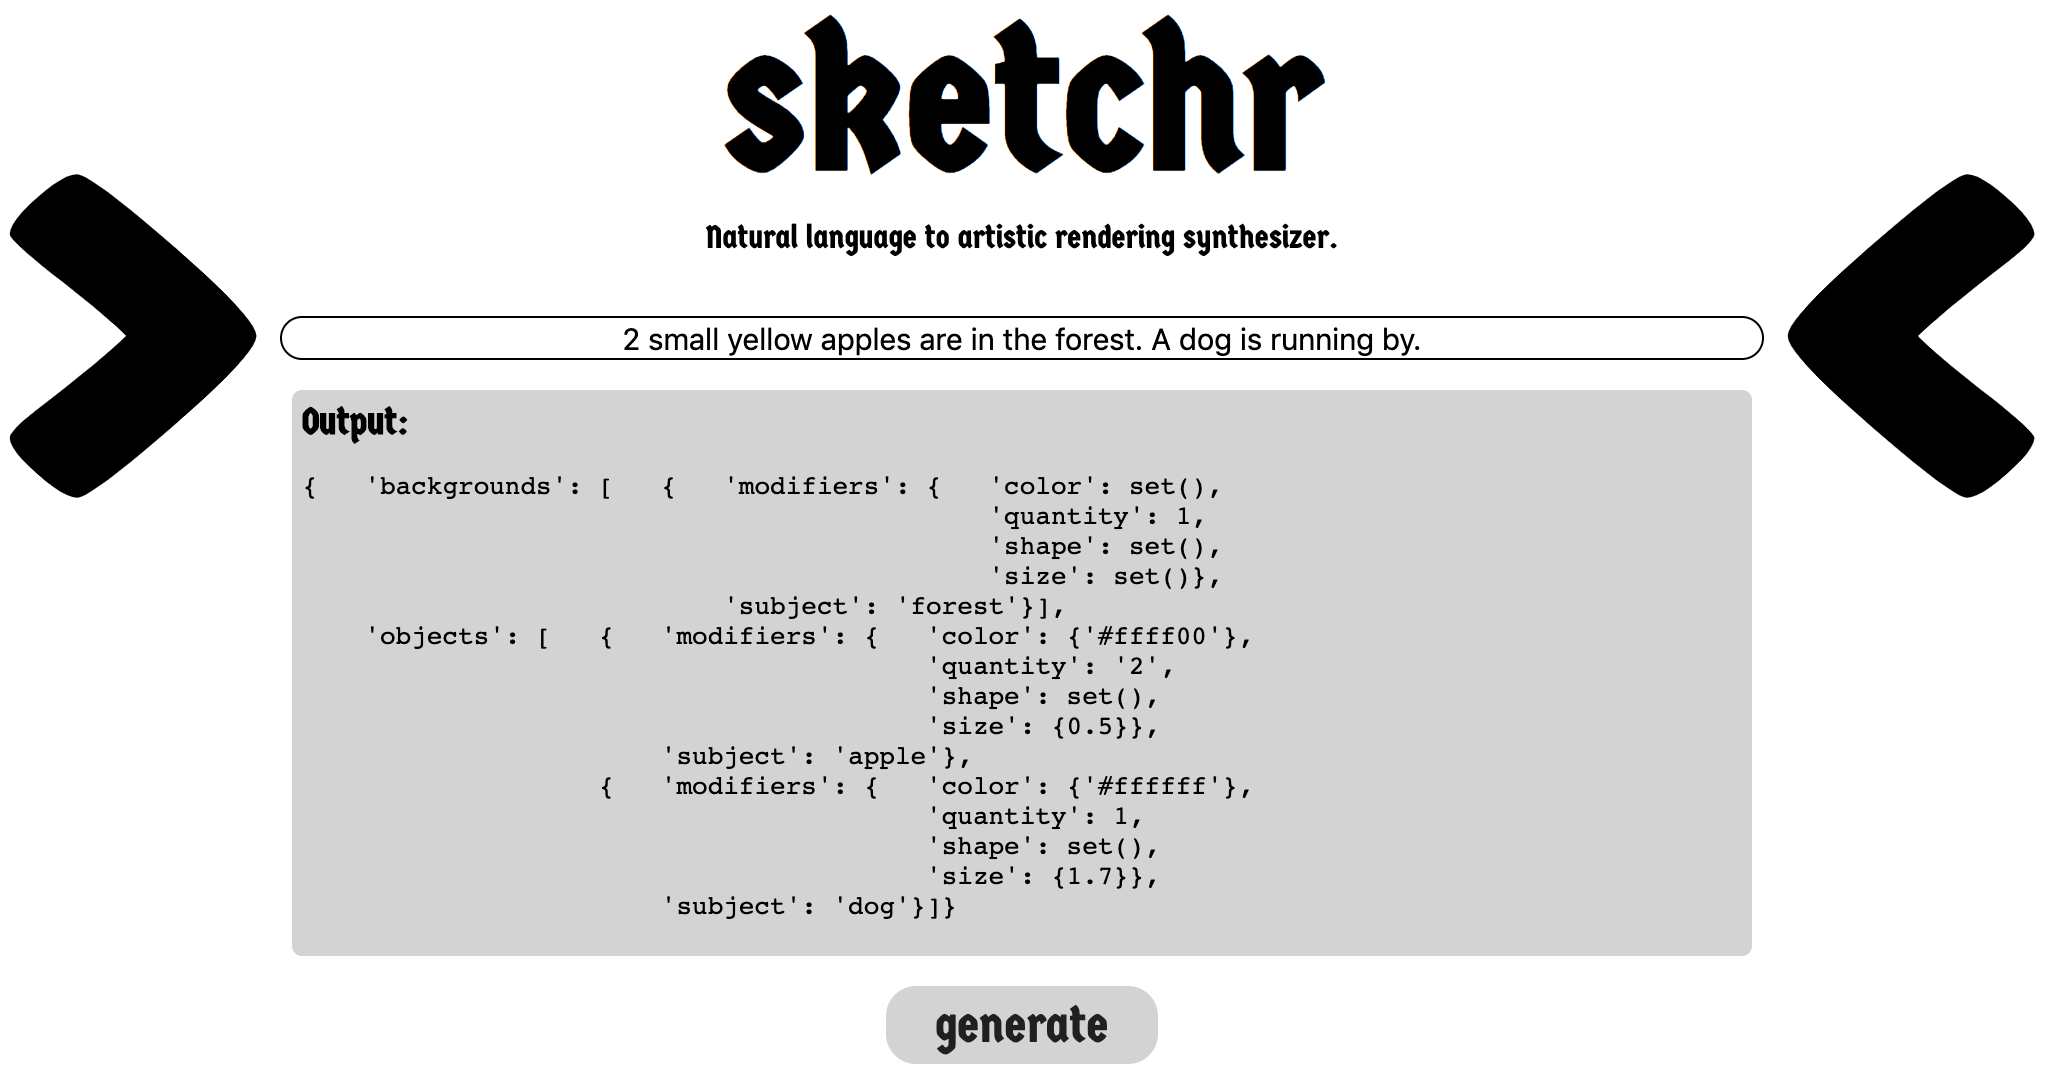 sketchr
Natural language to artistic rendering synthesizer.
2 small yellow apples are in the forest. A dog is running by.
Output:
{   'backgrounds': [   {   'modifiers': {   'color': set(),
                                            'quantity': 1,
                                            'shape': set(),
                                            'size': set()},
                           'subject': 'forest'}],
    'objects': [   {   'modifiers': {   'color': {'#ffff00'},
                                        'quantity': '2',
                                        'shape': set(),
                                        'size': {0.5}},
                       'subject': 'apple'},
                   {   'modifiers': {   'color': {'#ffffff'},
                                        'quantity': 1,
                                        'shape': set(),
                                        'size': {1.7}},
                       'subject': 'dog'}]}
generate